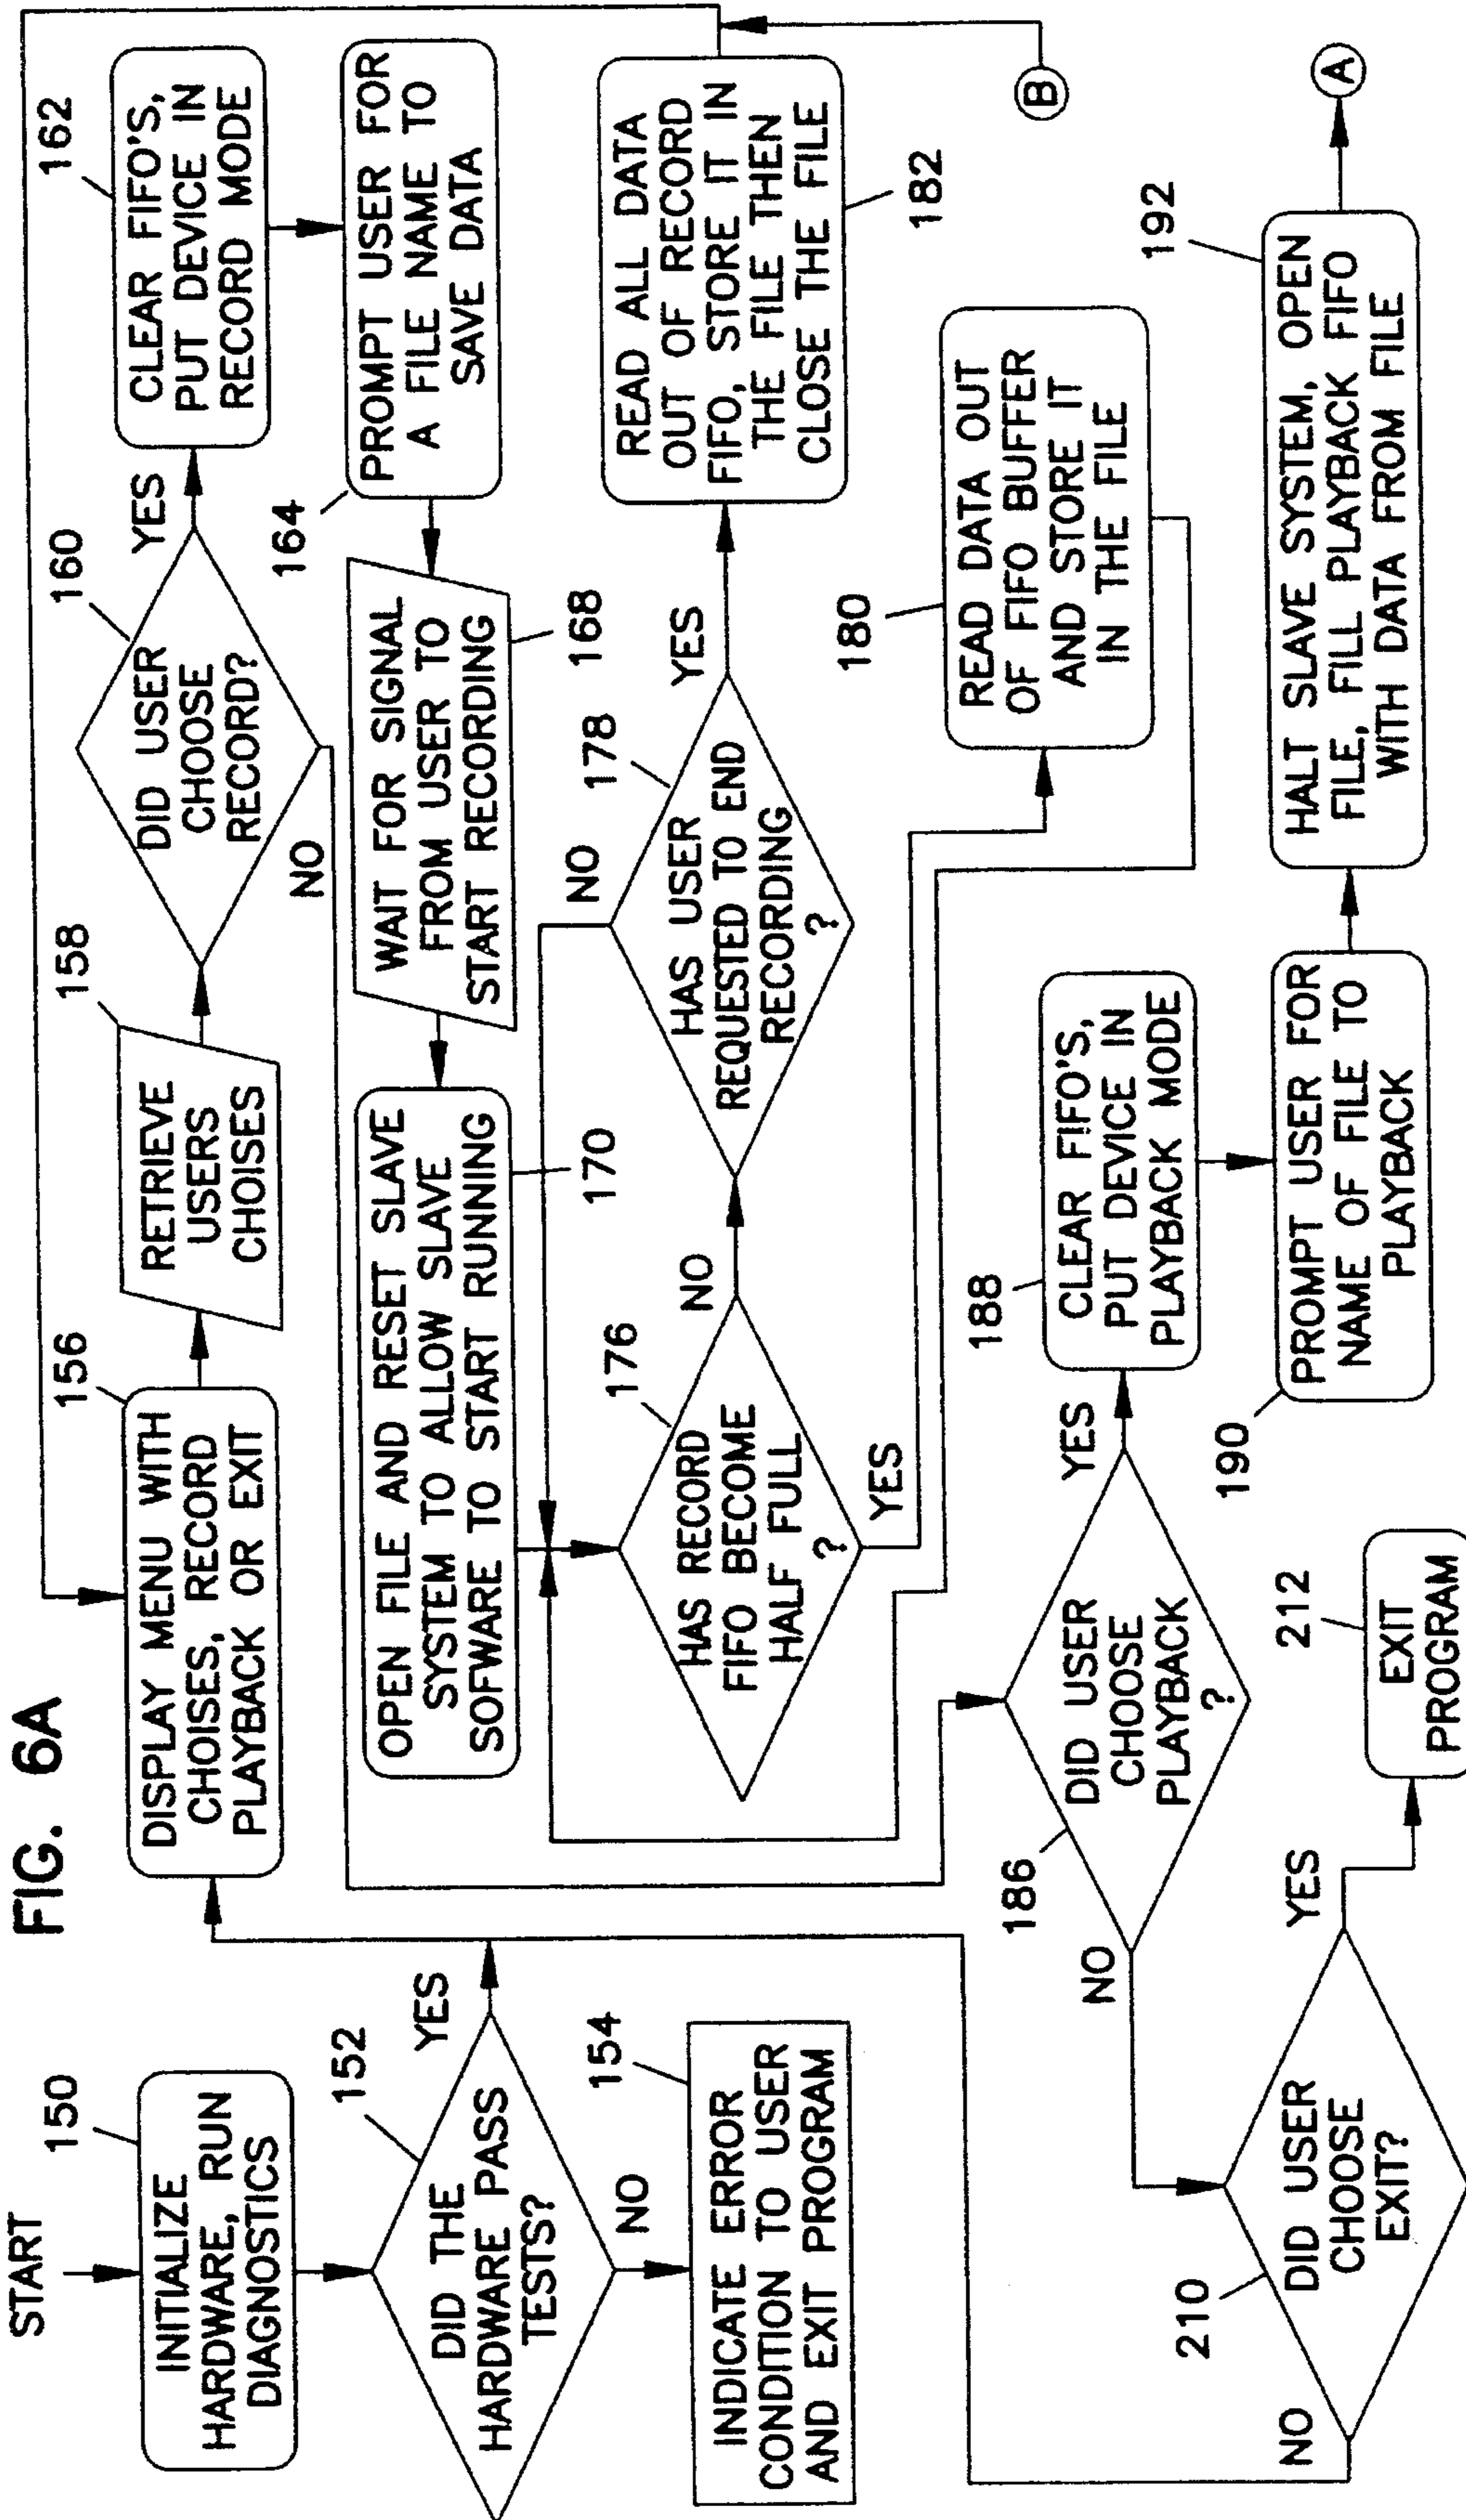 FIG. 6A
START
150
INITIALIZE
HARDWARE, RUN
DIAGNOSTICS
152
DID THE
HARDWARE PASS
TESTS?
YES
NO
154
INDICATE ERROR
CONDITION TO USER
AND EXIT PROGRAM
156
DISPLAY MENU WITH
CHOISES, RECORD
PLAYBACK OR EXIT
158
RETRIEVE
USERS
CHOISES
160
DID USER
CHOOSE
RECORD?
YES
NO
162
CLEAR FIFO'S,
PUT DEVICE IN
RECORD MODE
164
PROMPT USER FOR
A FILE NAME TO
SAVE DATA
WAIT FOR SIGNAL
FROM USER TO
START RECORDING
168
OPEN FILE AND RESET SLAVE
SYSTEM TO ALLOW SLAVE
SOFWARE TO START RUNNING
170
176
HAS RECORD
FIFO BECOME
HALF FULL
?
NO
YES
178
HAS USER
REQUESTED TO END
RECORDING
?
NO
YES
READ ALL DATA
OUT OF RECORD
FIFO, STORE IT IN
THE FILE THEN
CLOSE THE FILE
182
180
READ DATA OUT
OF FIFO BUFFER
AND STORE IT
IN THE FILE
B
186
DID USER
CHOOSE
PLAYBACK
?
YES
NO
188
CLEAR FIFO'S,
PUT DEVICE IN
PLAYBACK MODE
190
PROMPT USER FOR
NAME OF FILE TO
PLAYBACK
192
HALT SLAVE SYSTEM, OPEN
FILE, FILL PLAYBACK FIFO
WITH DATA FROM FILE
A
210
DID USER
CHOOSE
EXIT?
NO
YES
212
EXIT
PROGRAM